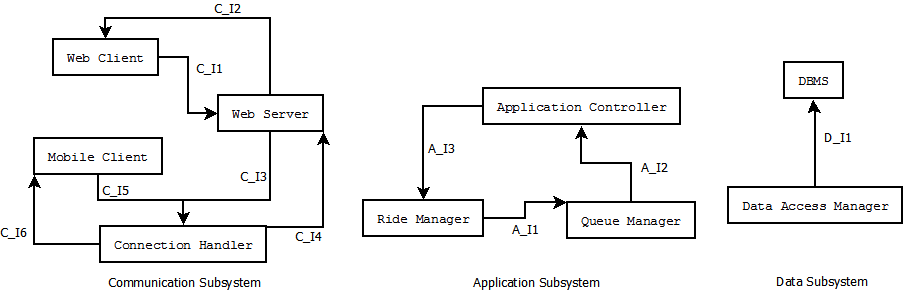 C_I2
Web Client
C_I1
Web Server
Mobile Client
C_I3
C_I5
C_I6
C_I4
Connection Handler
Communication Subsystem
Application Controller
A_I3
A_I2
Ride Manager
A_I1
Queue Manager
Application Subsystem
DBMS
D_I1
Data Access Manager
Data Subsystem